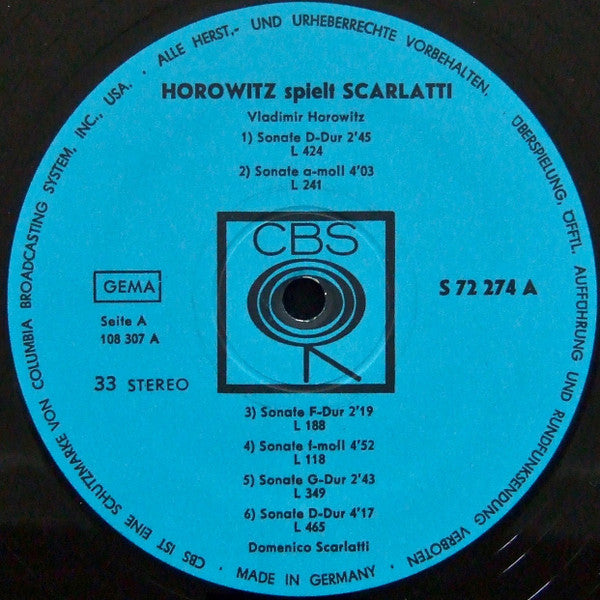 HOROWITZ spielt SCARLATTI
Vladimir Horowitz
1) Sonate D-Dur 2'45
L 424
2) Sonate a-moll 4'03
L 241
CBS
GEMA
S 72 274 A
Seite A
108 307 A
33 STEREO
3) Sonate F-Dur 2'19
L 188
4) Sonate f-moll 4'52
L 118
5) Sonate G-Dur 2'43
L 349
6) Sonate D-Dur 4'17
L 465
Domenico Scarlatti
CBS IST EINE SCHUTZMARKE VON COLUMBIA BROADCASTING SYSTEM, INC., USA. · ALLE HERST.- UND URHEBERRECHTE VORBEHALTEN. ÜBERSPIELUNG, ÖFFTL. AUFFÜHRUNG UND RUNDFUNKSENDUNG VERBOTEN · MADE IN GERMANY ·